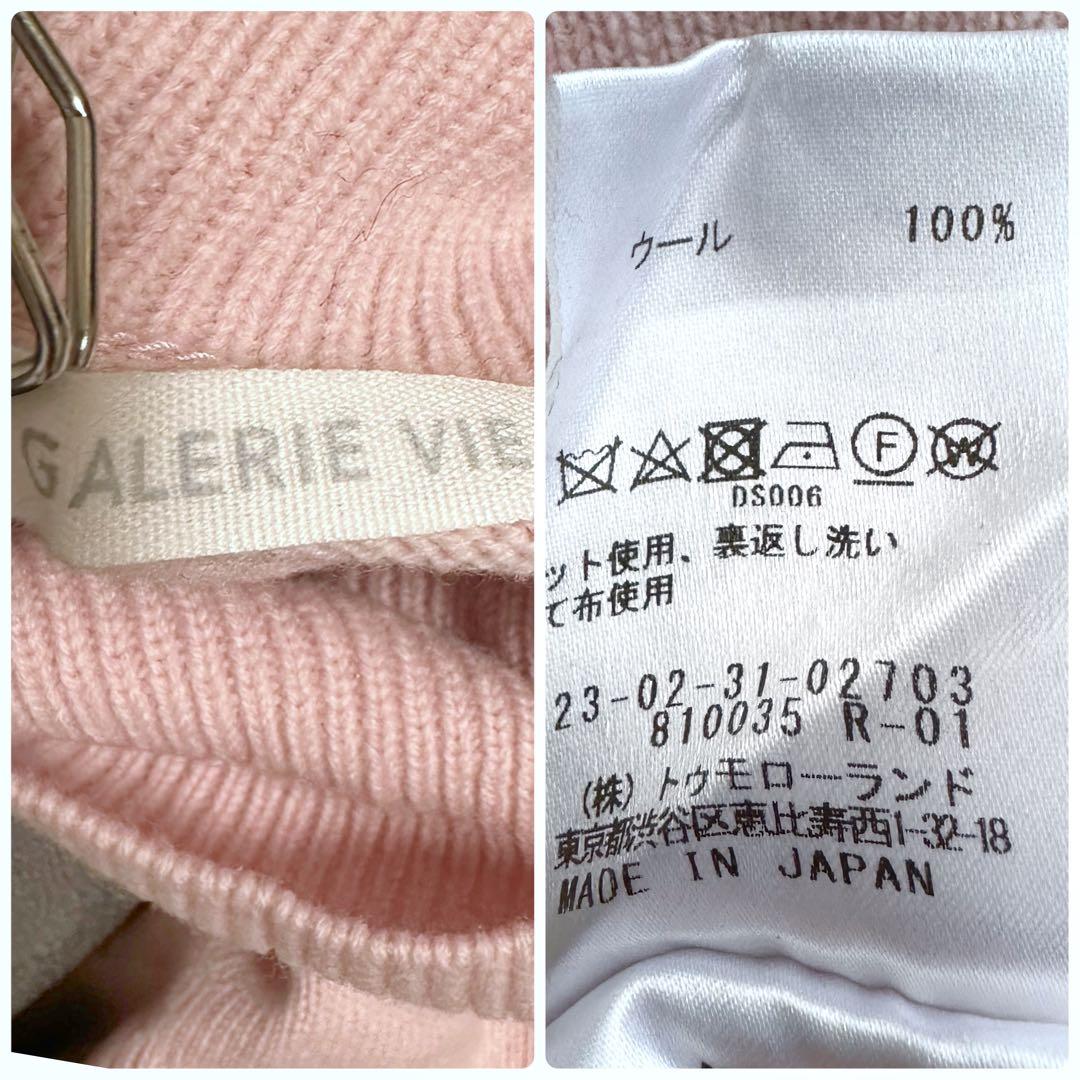 GALERIE VIE
ウール 100%
F
W
DS006
ット使用、裏返し洗い
て布使用
23-02-31-02703
810035 R-01
(株)トゥモローランド
東京都渋谷区恵比寿西1-32-18
MADE IN JAPAN